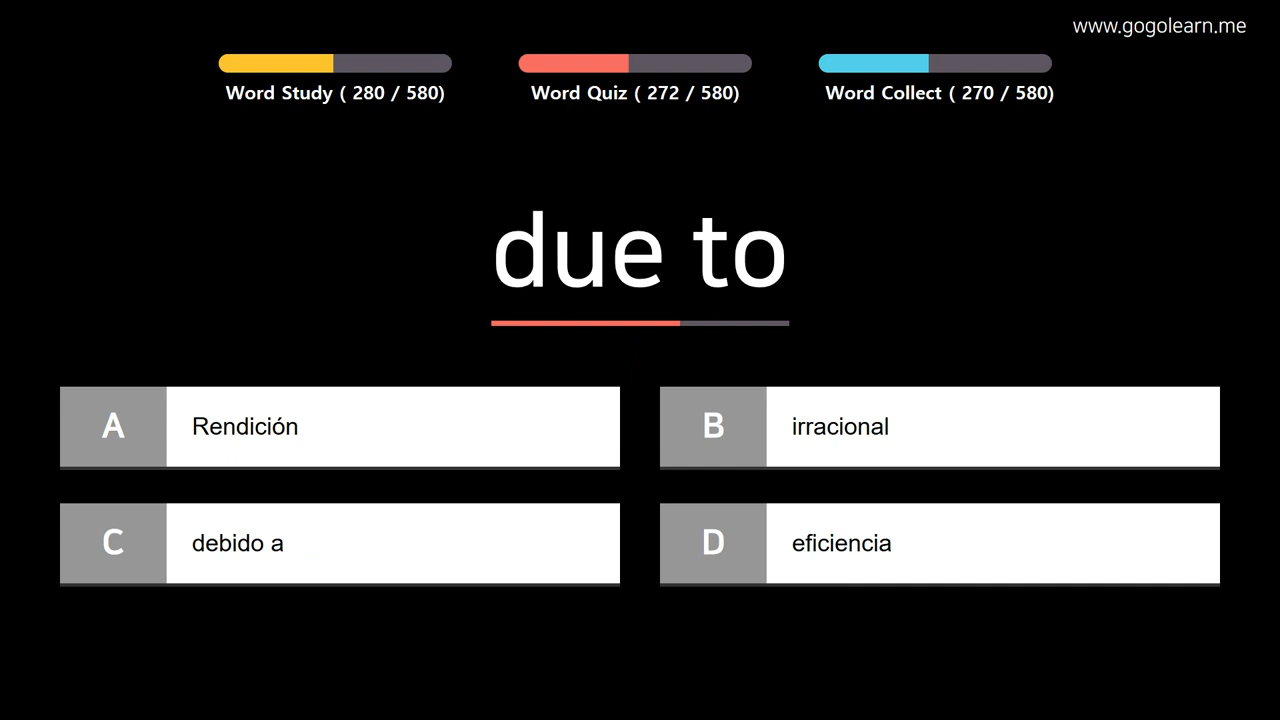 www.gogolearn.me
Word Study ( 280 / 580)
Word Quiz ( 272 / 580)
Word Collect ( 270 / 580)
due to
A Rendición
B irracional
C debido a
D eficiencia